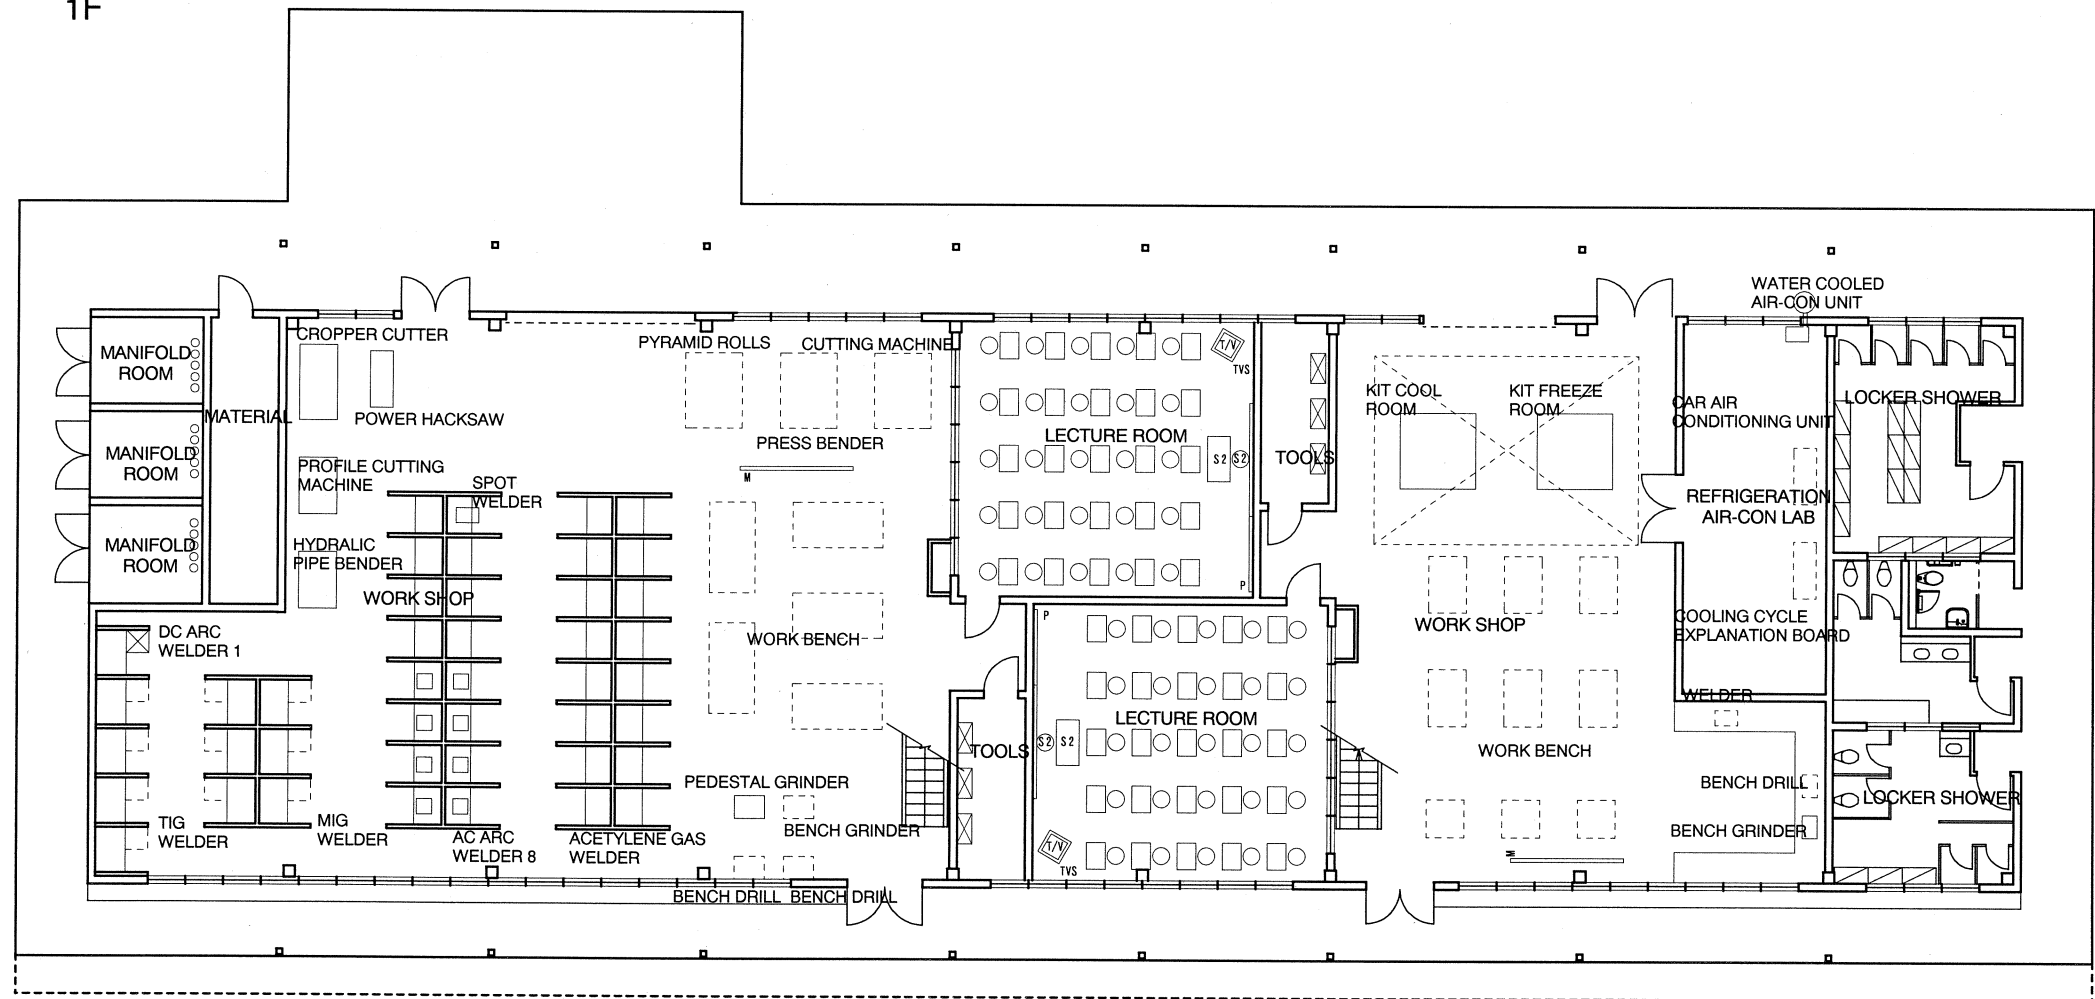 1F
WATER COOLED
AIR-CON UNIT
CROPPER CUTTER
PYRAMID ROLLS
CUTTING MACHINE
MANIFOLD
ROOM
T/V
TVS
KIT COOL
ROOM
KIT FREEZE
ROOM
CAR AIR
CONDITIONING UNIT
LOCKER SHOWER
MATERIAL
POWER HACKSAW
PRESS BENDER
LECTURE ROOM
MANIFOLD
ROOM
PROFILE CUTTING
MACHINE
M
S2
S2
TOOLS
SPOT
WELDER
REFRIGERATION
AIR-CON LAB
MANIFOLD
ROOM
HYDRALIC
PIPE BENDER
WORK SHOP
P
P
COOLING CYCLE
EXPLANATION BOARD
WORK SHOP
DC ARC
WELDER 1
WORK BENCH
WELDER
LECTURE ROOM
TOOLS
S2
S2
WORK BENCH
PEDESTAL GRINDER
BENCH DRILL
LOCKER SHOWER
TIG
WELDER
MIG
WELDER
AC ARC
WELDER 8
ACETYLENE GAS
WELDER
BENCH GRINDER
BENCH GRINDER
T/V
TVS
M
BENCH DRILL
BENCH DRILL